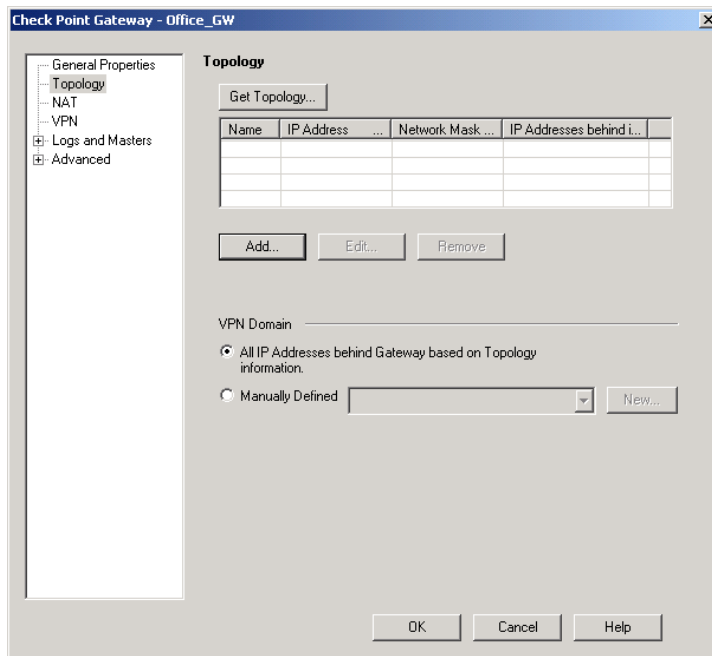 Check Point Gateway - Office_GW
General Properties
Topology
NAT
VPN
Logs and Masters
Advanced
Topology
Get Topology...
Name IP Address ... Network Mask ... IP Addresses behind i...
Add... Edit... Remove
VPN Domain
All IP Addresses behind Gateway based on Topology
information.
Manually Defined New...
OK Cancel Help